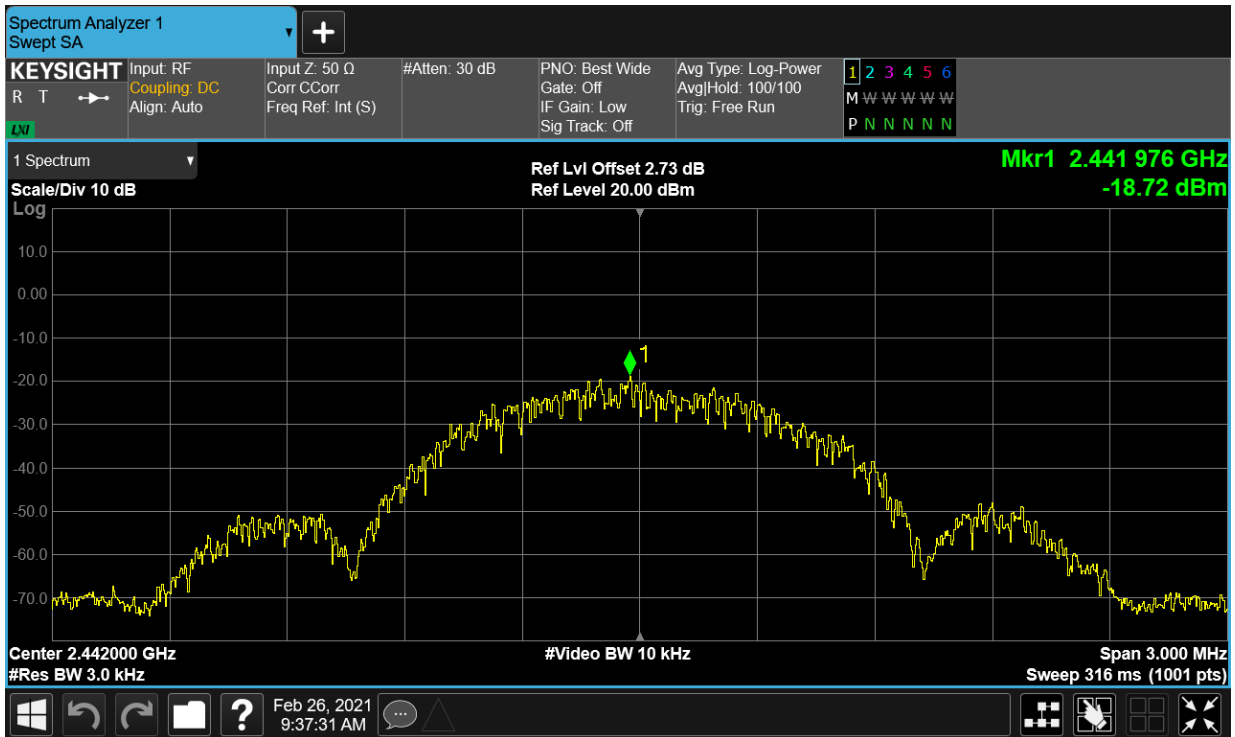 Spectrum Analyzer 1
Swept SA
+
KEYSIGHT
R T
LXI
Input: RF
Coupling: DC
Align: Auto
Input Z: 50 Ω
Corr CCorr
Freq Ref: Int (S)
#Atten: 30 dB
PNO: Best Wide
Gate: Off
IF Gain: Low
Sig Track: Off
Avg Type: Log-Power
Avg|Hold: 100/100
Trig: Free Run
1 2 3 4 5 6
M W W W W W
P N N N N N
1 Spectrum
Scale/Div 10 dB
Log
Ref Lvl Offset 2.73 dB
Ref Level 20.00 dBm
Mkr1 2.441 976 GHz
-18.72 dBm
10.0
0.00
-10.0
-20.0
-30.0
-40.0
-50.0
-60.0
-70.0
1
Center 2.442000 GHz
#Res BW 3.0 kHz
#Video BW 10 kHz
Span 3.000 MHz
Sweep 316 ms (1001 pts)
?
Feb 26, 2021
9:37:31 AM